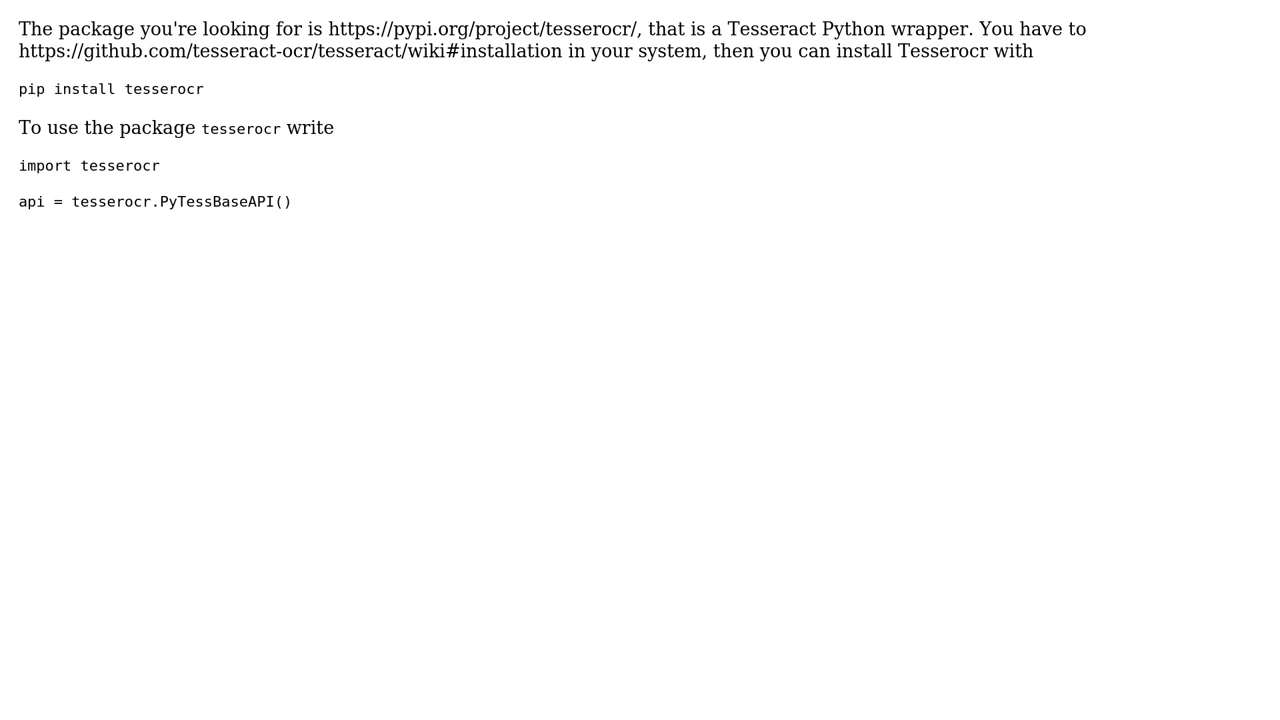 The package you're looking for is https://pypi.org/project/tesserocr/, that is a Tesseract Python wrapper. You have to
https://github.com/tesseract-ocr/tesseract/wiki#installation in your system, then you can install Tesserocr with
pip install tesserocr
To use the package tesserocr write
import tesserocr
api = tesserocr.PyTessBaseAPI()